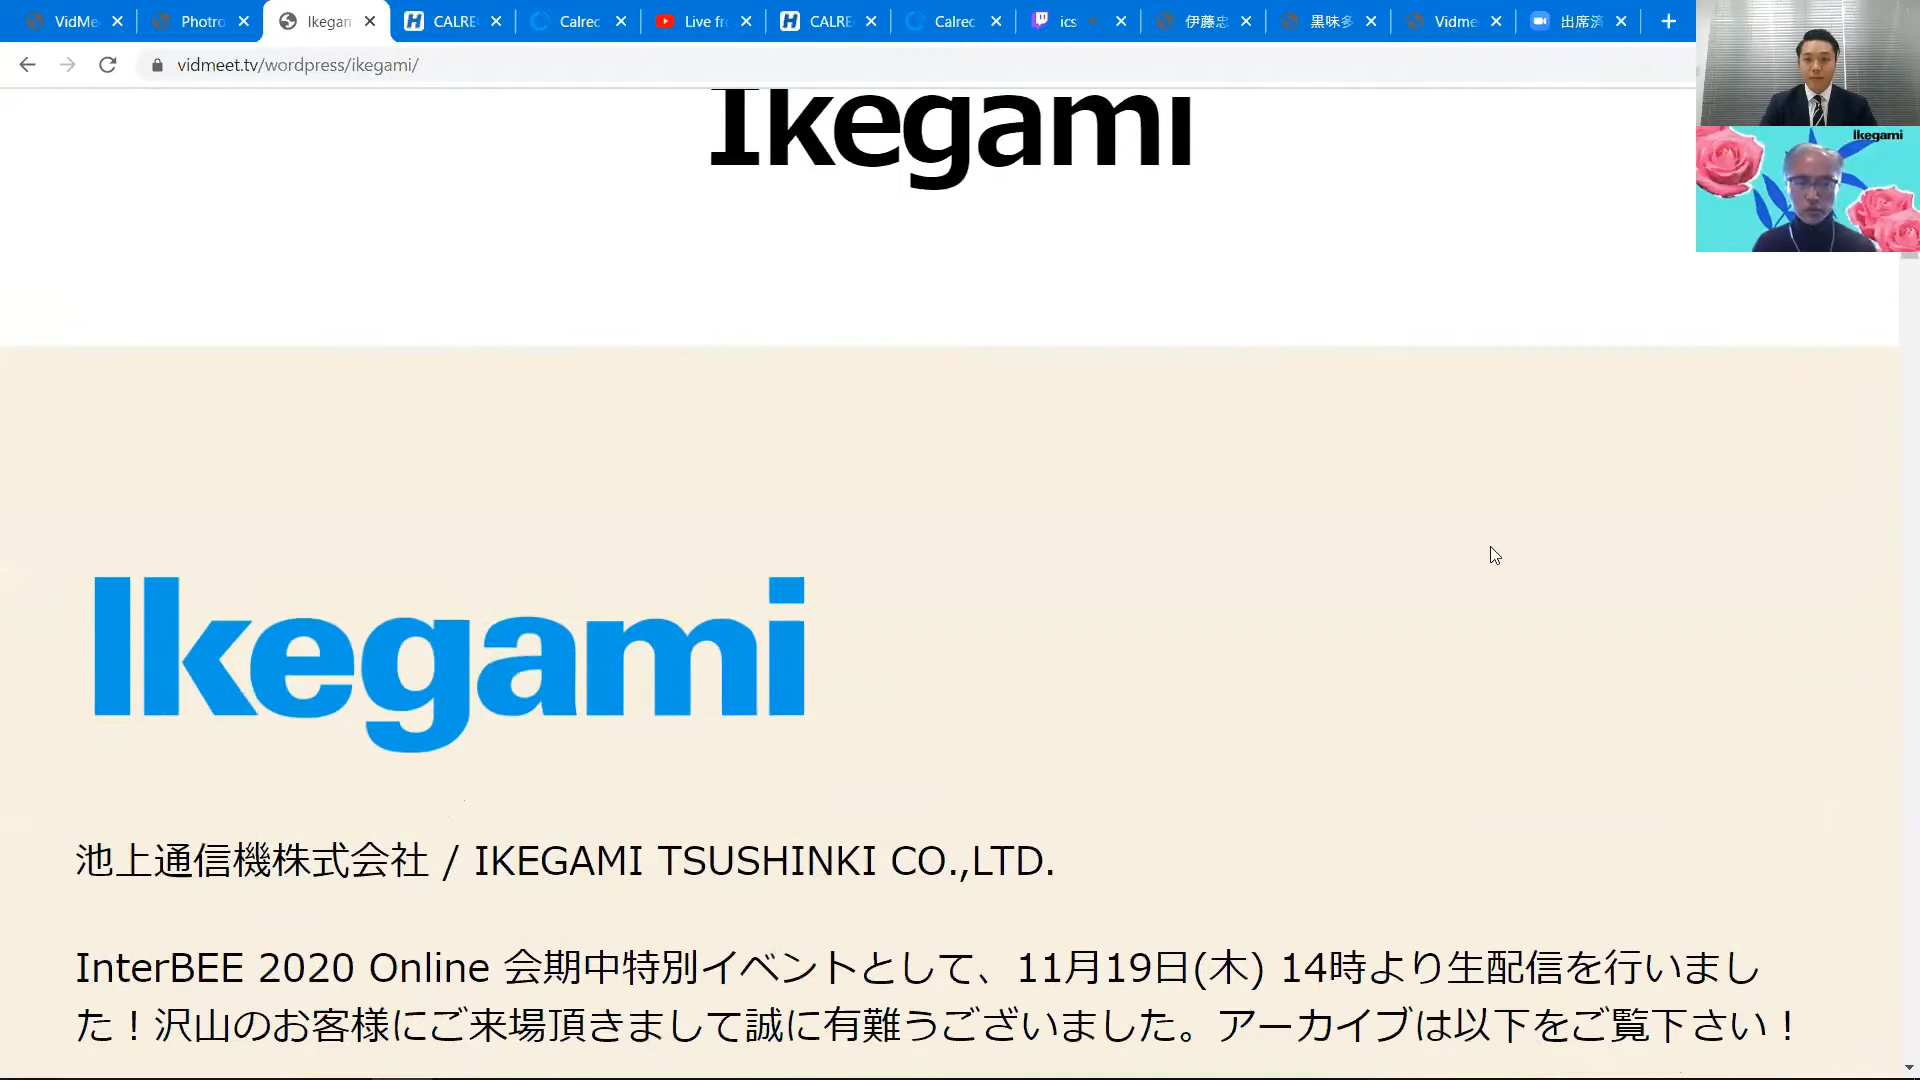 VidMe
Photro
Ikegan
CALRE
Calrec
Live fr
CALRE
Calrec
ics
伊藤忠
黒味多
Vidme
出席済
vidmeet.tv/wordpress/ikegami/
Ikegami
Ikegami
Ikegami
池上通信機株式会社 / IKEGAMI TSUSHINKI CO.,LTD.
InterBEE 2020 Online 会期中特別イベントとして、11月19日(木) 14時より生配信を行いまし
た！沢山のお客様にご来場頂きまして誠に有難うございました。アーカイブは以下をご覧下さい！